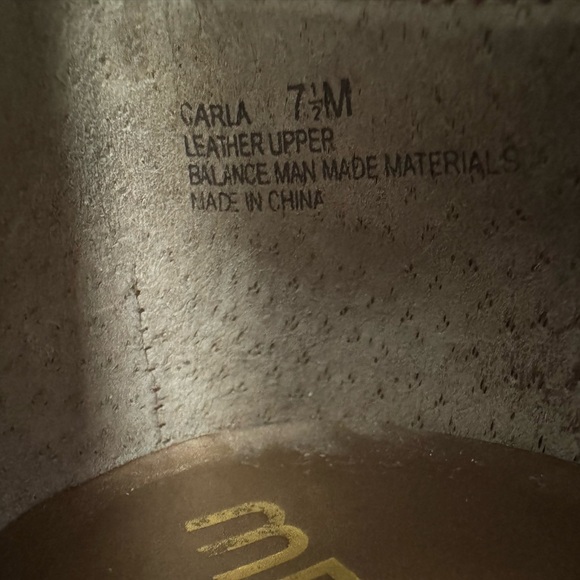 CARLA 7½M
LEATHER UPPER
BALANCE MAN MADE MATERIALS
MADE IN CHINA